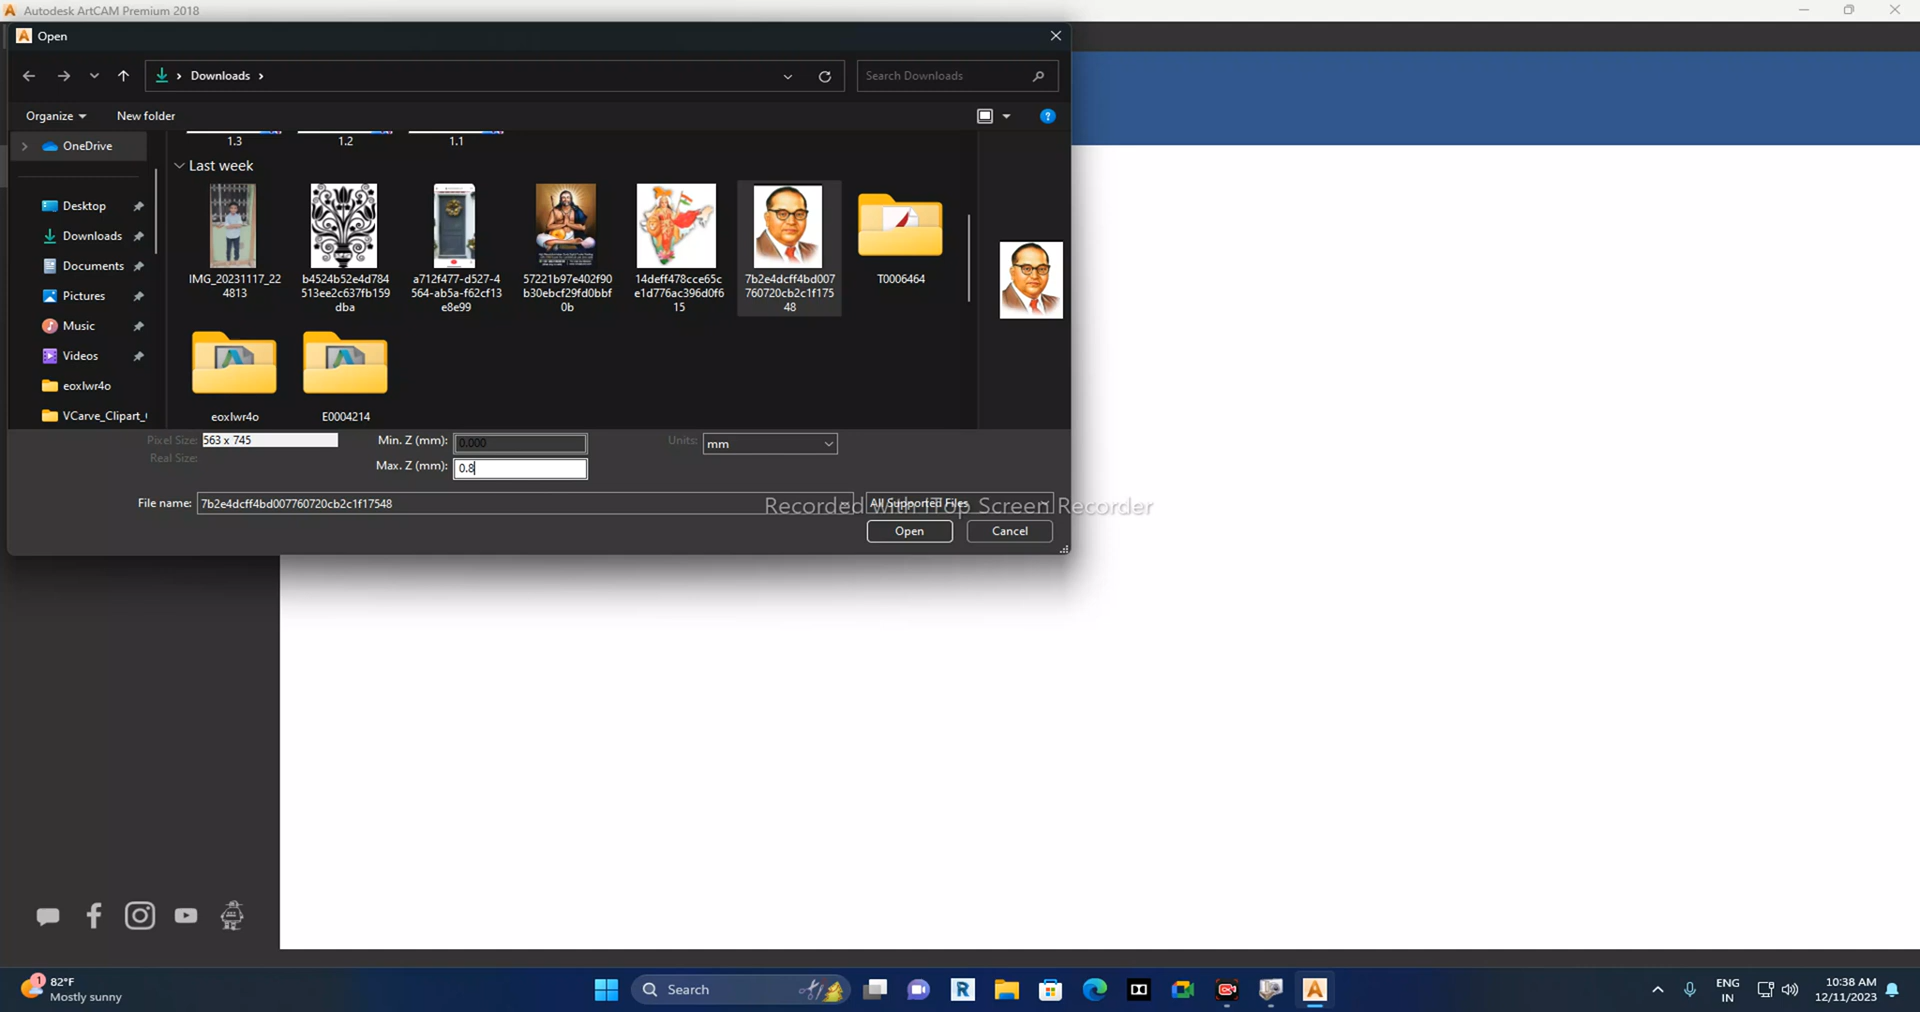 Autodesk ArtCAM Premium 2018
Open
Downloads
Search Downloads
Organize
New folder
1.3
1.2
1.1
OneDrive
Last week
Desktop
Downloads
Documents
Pictures
Music
Videos
eoxlwr4o
VCarve_Clipart_
IMG_20231117_22
4813
b4524b52e4d784
513ee2c637fb159
dba
a712f477-d527-4
564-ab5a-f62cf13
e8e99
57221b97e402f90
b30ebcf29fd0bbf
0b
14deff478cce65c
e1d776ac396d0f6
15
7b2e4dcff4bd007
760720cb2c1f175
48
T0006464
eoxlwr4o
E0004214
Pixel Size: 563 x 745
Real Size:
Min. Z (mm): 0.000
Max. Z (mm): 0.8
Units: mm
File name: 7b2e4dcff4bd007760720cb2c1f17548
All Supported Files
Recorded with iTop Screen Recorder
Open
Cancel
1
82°F
Mostly sunny
Search
R
ENG
IN
10:38 AM
12/11/2023